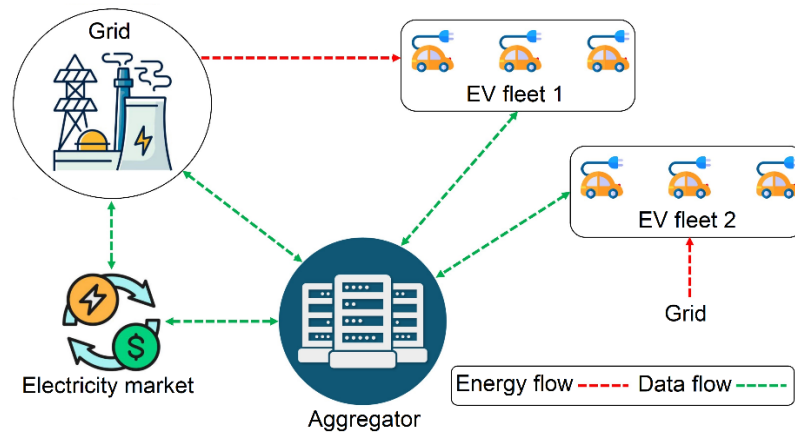 Grid
EV fleet 1
EV fleet 2
Grid
$
Electricity market
Aggregator
Energy flow
Data flow